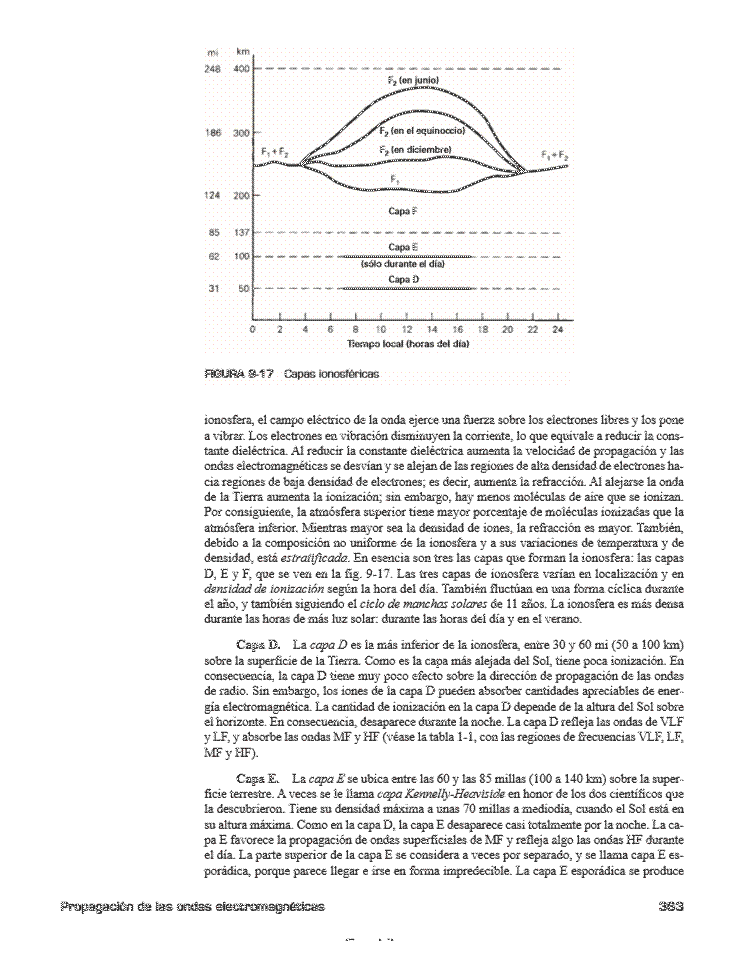 mi km
248 400
F₂ (en junio)
186 300
F₂ (en el equinoccio)
F₁ + F₂
F₂ (en diciembre)
F₁ + F₂
F₁
124 200
Capa F
85 137
Capa E
62 100
(sólo durante el día)
Capa D
31 50
0 2 4 6 8 10 12 14 16 18 20 22 24
Tiempo local (horas del día)
FIGURA 9-17 Capas ionosféricas
ionosfera, el campo eléctrico de la onda ejerce una fuerza sobre los electrones libres y los pone
a vibrar. Los electrones en vibración disminuyen la corriente, lo que equivale a reducir la cons-
tante dieléctrica. Al reducir la constante dieléctrica aumenta la velocidad de propagación y las
ondas electromagnéticas se desvían y se alejan de las regiones de alta densidad de electrones ha-
cia regiones de baja densidad de electrones; es decir, aumenta la refracción. Al alejarse la onda
de la Tierra aumenta la ionización; sin embargo, hay menos moléculas de aire que se ionizan.
Por consiguiente, la atmósfera superior tiene mayor porcentaje de moléculas ionizadas que la
atmósfera inferior. Mientras mayor sea la densidad de iones, la refracción es mayor. También,
debido a la composición no uniforme de la ionosfera y a sus variaciones de temperatura y de
densidad, está estratificada. En esencia son tres las capas que forman la ionosfera: las capas
D, E y F, que se ven en la fig. 9-17. Las tres capas de ionosfera varían en localización y en
densidad de ionización según la hora del día. También fluctúan en una forma cíclica durante
el año, y también siguiendo el ciclo de manchas solares de 11 años. La ionosfera es más densa
durante las horas de más luz solar: durante las horas del día y en el verano.
Capa D. La capa D es la más inferior de la ionosfera, entre 30 y 60 mi (50 a 100 km)
sobre la superficie de la Tierra. Como es la capa más alejada del Sol, tiene poca ionización. En
consecuencia, la capa D tiene muy poco efecto sobre la dirección de propagación de las ondas
de radio. Sin embargo, los iones de la capa D pueden absorber cantidades apreciables de ener-
gía electromagnética. La cantidad de ionización en la capa D depende de la altura del Sol sobre
el horizonte. En consecuencia, desaparece durante la noche. La capa D refleja las ondas de VLF
y LF, y absorbe las ondas MF y HF (véase la tabla 1-1, con las regiones de frecuencias VLF, LF,
MF y HF).
Capa E. La capa E se ubica entre las 60 y las 85 millas (100 a 140 km) sobre la super-
ficie terrestre. A veces se le llama capa Kennelly-Heaviside en honor de los dos científicos que
la descubrieron. Tiene su densidad máxima a unas 70 millas a mediodía, cuando el Sol está en
su altura máxima. Como en la capa D, la capa E desaparece casi totalmente por la noche. La ca-
pa E favorece la propagación de ondas superficiales de MF y refleja algo las ondas HF durante
el día. La parte superior de la capa E se considera a veces por separado, y se llama capa E es-
porádica, porque parece llegar e irse en forma impredecible. La capa E esporádica se produce
Propagación de las ondas electromagnéticas 363